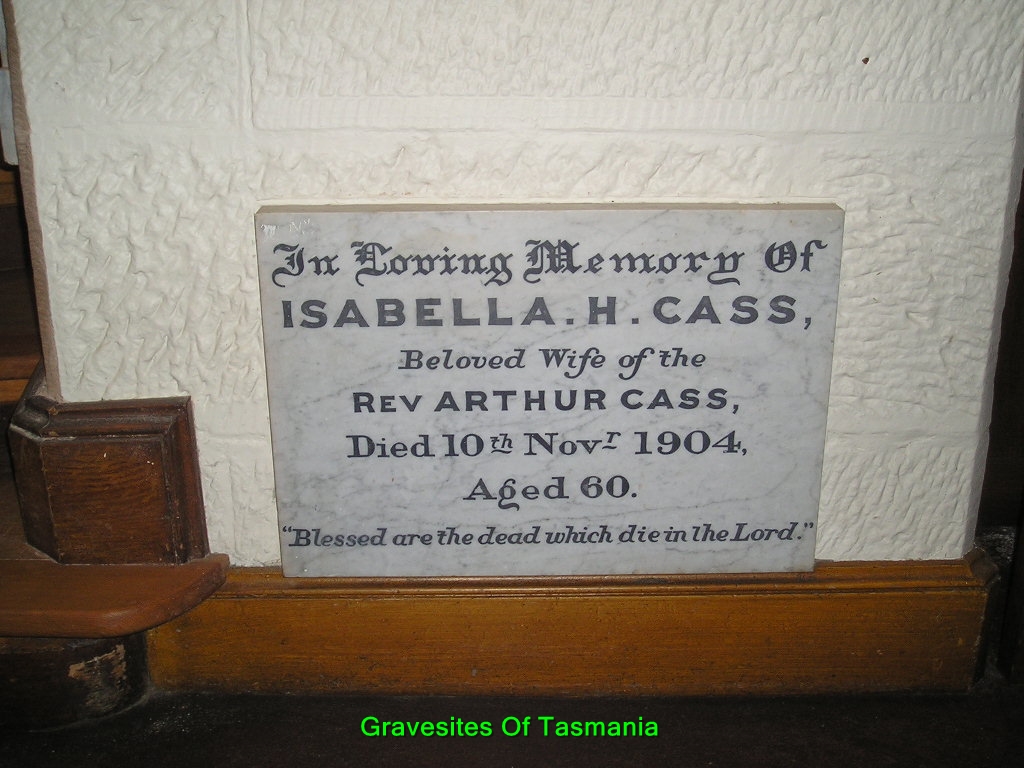 In Loving Memory Of
ISABELLA. H. CASS,
Beloved Wife of the
REV ARTHUR CASS,
Died 10th Novr 1904,
Aged 60.
"Blessed are the dead which die in the Lord."
Gravesites Of Tasmania